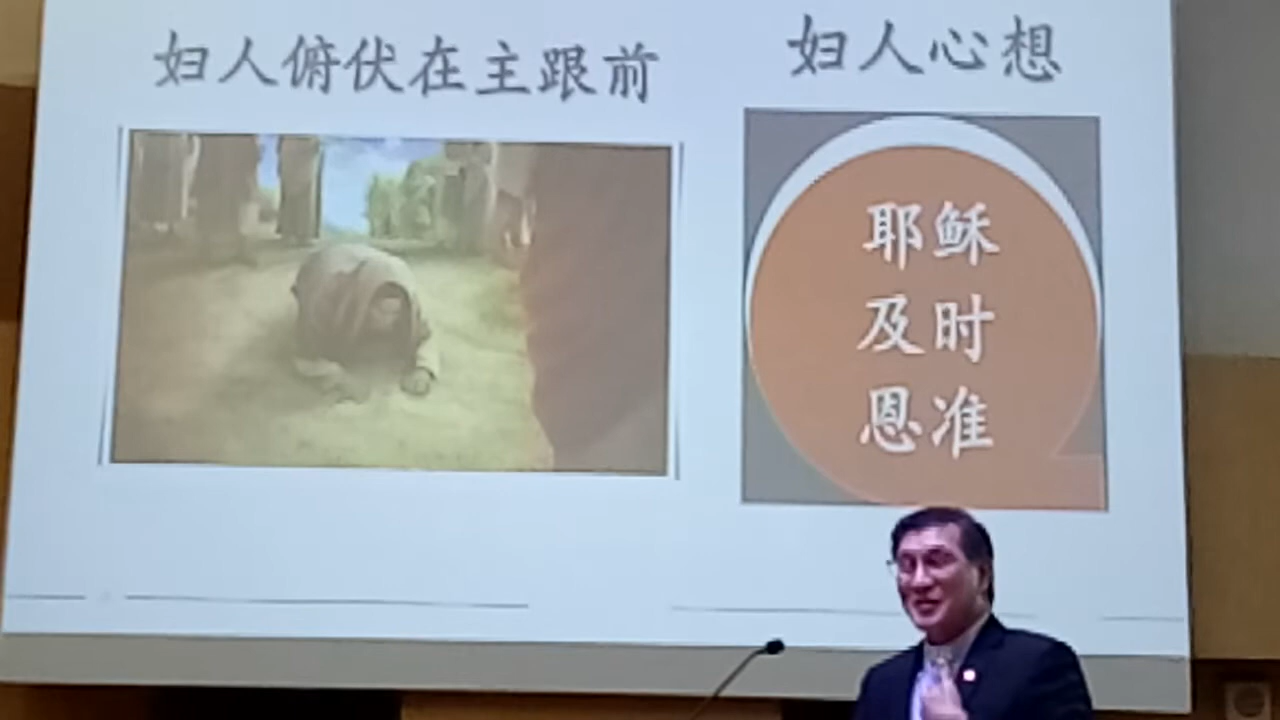 妇人俯伏在主跟前
妇人心想
耶稣
及时
恩准